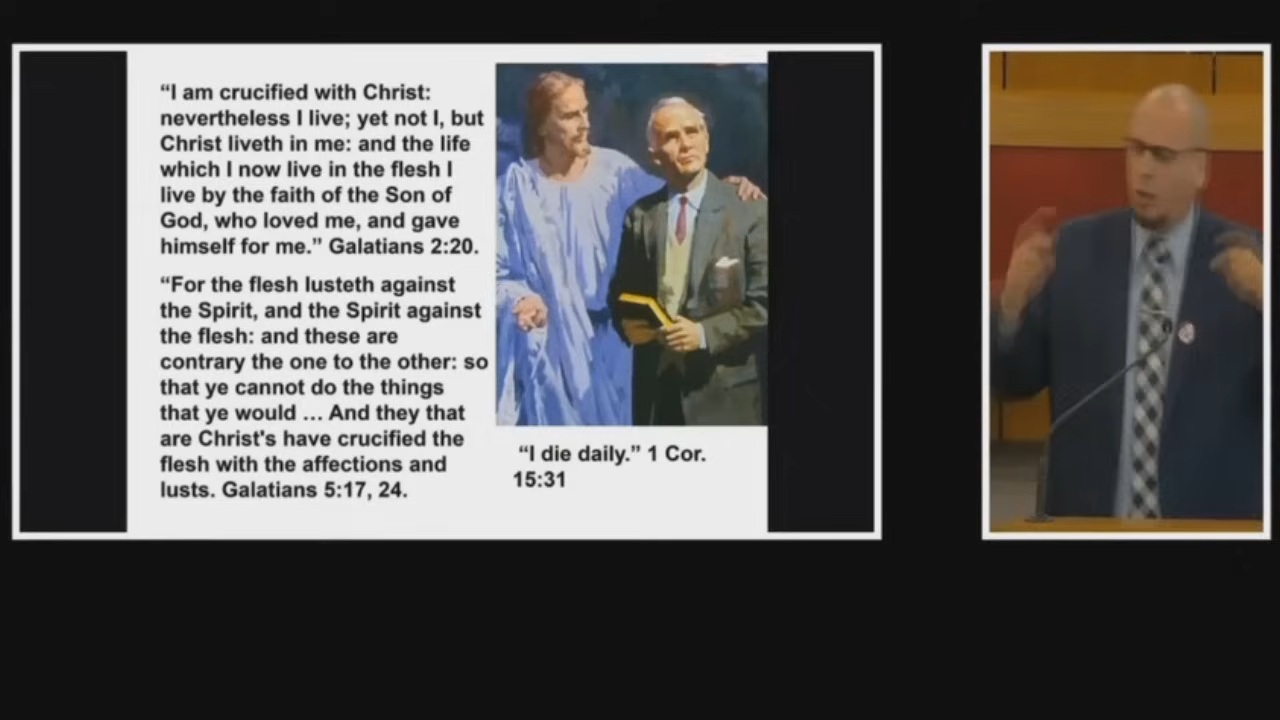 “I am crucified with Christ:
nevertheless I live; yet not I, but
Christ liveth in me: and the life
which I now live in the flesh I
live by the faith of the Son of
God, who loved me, and gave
himself for me.” Galatians 2:20.
“For the flesh lusteth against
the Spirit, and the Spirit against
the flesh: and these are
contrary the one to the other: so
that ye cannot do the things
that ye would … And they that
are Christ's have crucified the
flesh with the affections and
lusts. Galatians 5:17, 24.
“I die daily.” 1 Cor.
15:31